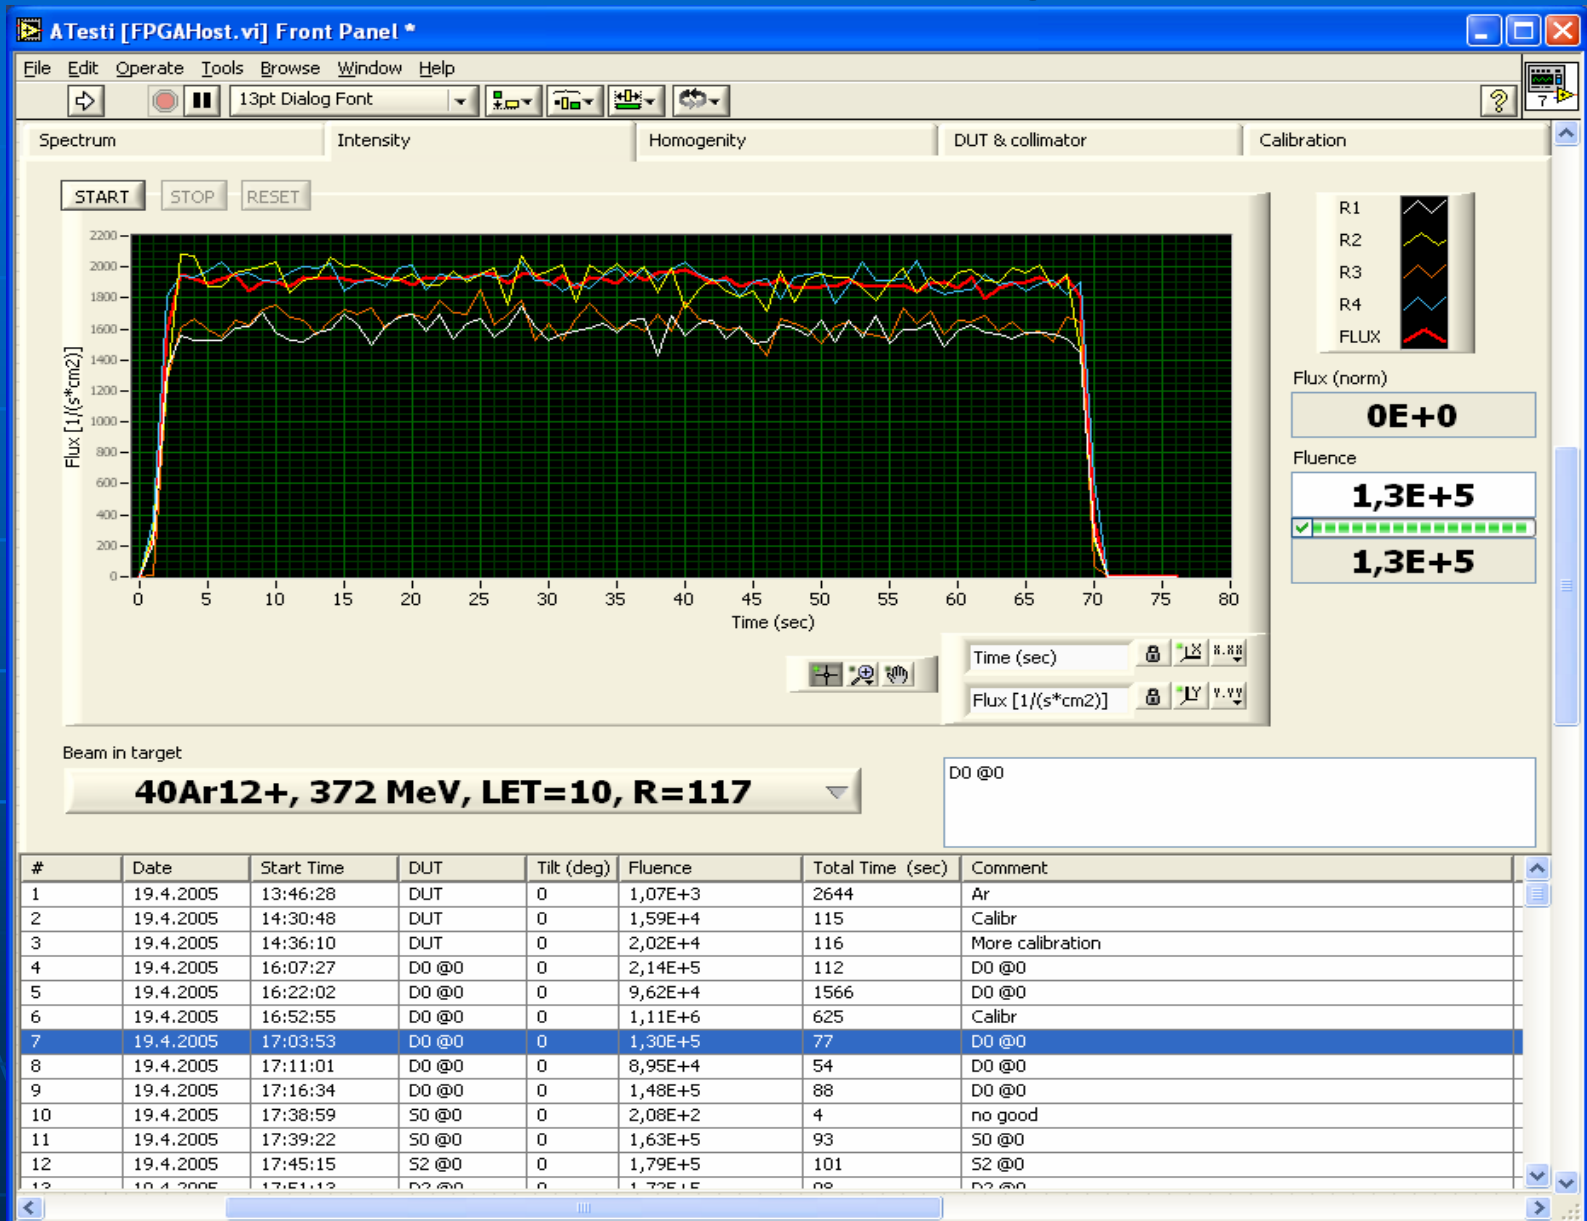 ATesti [FPGAHost.vi] Front Panel *
File Edit Operate Tools Browse Window Help
13pt Dialog Font
?
7
Spectrum Intensity Homogenity DUT & collimator Calibration
START STOP RESET
R1
R2
R3
R4
FLUX
Flux [1/(s*cm2)]
2200
2000
1800
1600
1400
1200
1000
800
600
400
200
0
0 5 10 15 20 25 30 35 40 45 50 55 60 65 70 75 80
Time (sec)
Flux (norm)
0E+0
Fluence
1,3E+5
1,3E+5
Time (sec) X 8.88
Flux [1/(s*cm2)] Y Y.YY
Beam in target
40Ar12+, 372 MeV, LET=10, R=117
D0 @0
# Date Start Time DUT Tilt (deg) Fluence Total Time (sec) Comment
1 19.4.2005 13:46:28 DUT 0 1,07E+3 2644 Ar
2 19.4.2005 14:30:48 DUT 0 1,59E+4 115 Calibr
3 19.4.2005 14:36:10 DUT 0 2,02E+4 116 More calibration
4 19.4.2005 16:07:27 D0 @0 0 2,14E+5 112 D0 @0
5 19.4.2005 16:22:02 D0 @0 0 9,62E+4 1566 D0 @0
6 19.4.2005 16:52:55 D0 @0 0 1,11E+6 625 Calibr
7 19.4.2005 17:03:53 D0 @0 0 1,30E+5 77 D0 @0
8 19.4.2005 17:11:01 D0 @0 0 8,95E+4 54 D0 @0
9 19.4.2005 17:16:34 D0 @0 0 1,48E+5 88 D0 @0
10 19.4.2005 17:38:59 S0 @0 0 2,08E+2 4 no good
11 19.4.2005 17:39:22 S0 @0 0 1,63E+5 93 S0 @0
12 19.4.2005 17:45:15 S2 @0 0 1,79E+5 101 S2 @0